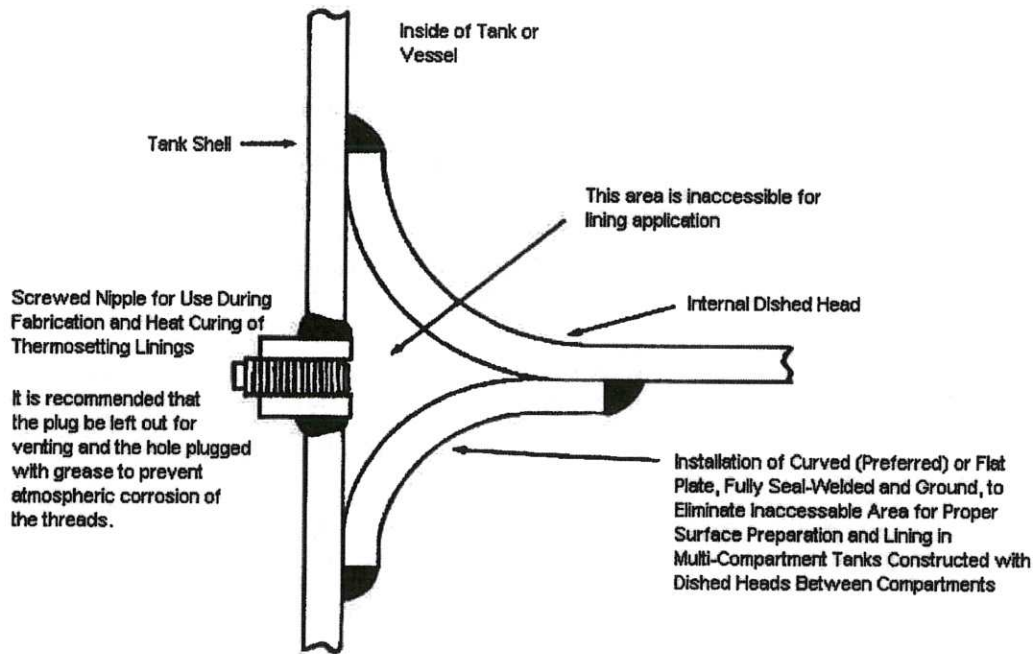 Inside of Tank or
Vessel
Tank Shell
This area is inaccessible for
lining application
Screwed Nipple for Use During
Fabrication and Heat Curing of
Thermosetting Linings
Internal Dished Head
It is recommended that
the plug be left out for
venting and the hole plugged
with grease to prevent
atmospheric corrosion of
the threads.
Installation of Curved (Preferred) or Flat
Plate, Fully Seal-Welded and Ground, to
Eliminate Inaccessable Area for Proper
Surface Preparation and Lining in
Multi-Compartment Tanks Constructed with
Dished Heads Between Compartments